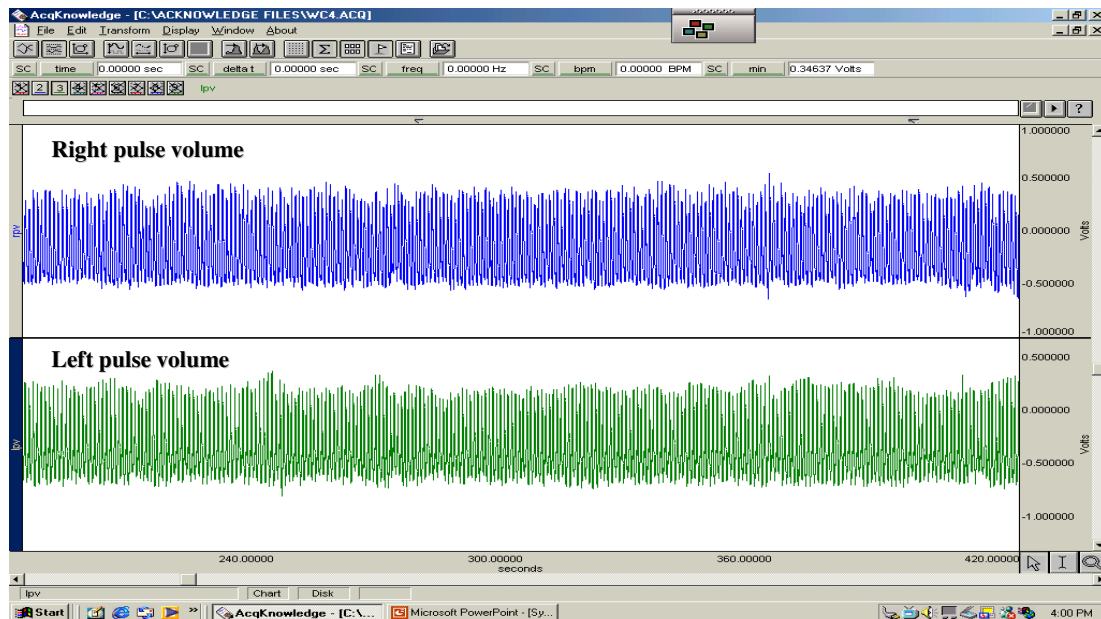 AcqKnowledge - [C:\ACKNOWLEDGE FILES\WC4.ACQ]
File Edit Transform Display Window About
SC time 0.00000 sec SC delta t 0.00000 sec SC freq 0.00000 Hz SC bpm 0.00000 BPM SC min 0.34637 Volts
2 3 lpv
?
1.000000
Right pulse volume
0.500000
rpv
0.000000
Volts
-0.500000
-1.000000
Left pulse volume
0.500000
0.000000
lpv
Volts
-0.500000
-1.000000
240.00000 300.00000 360.00000 420.00000
seconds
lpv Chart Disk
Start » AcqKnowledge - [C:\... Microsoft PowerPoint - [Sy... 4:00 PM